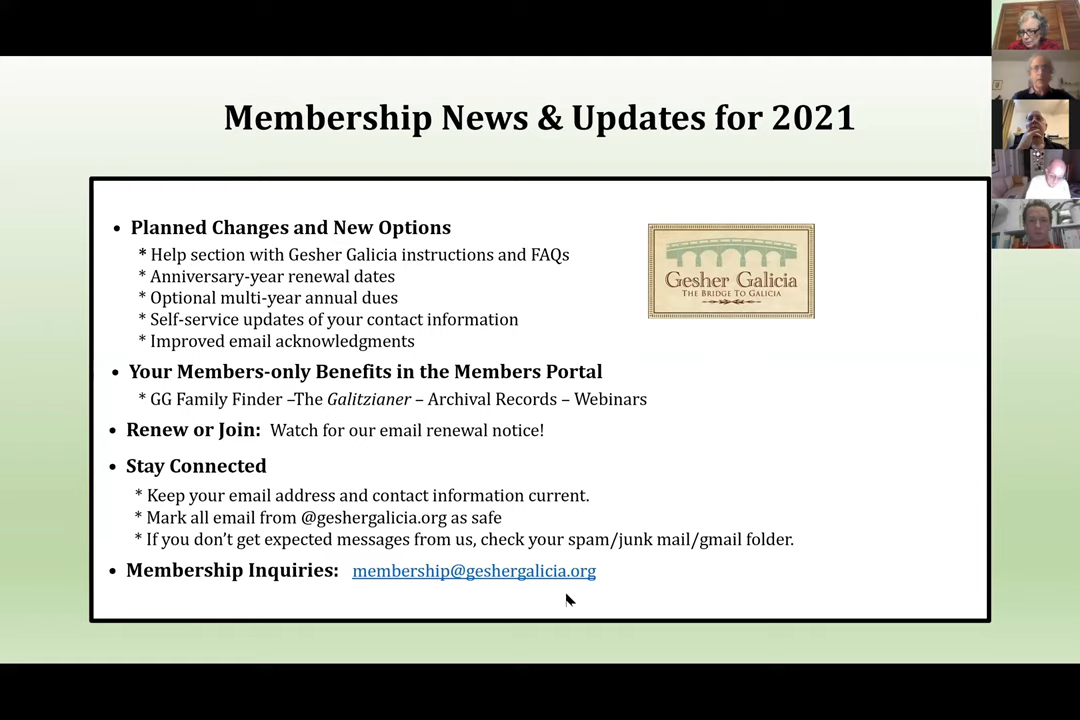 Membership News & Updates for 2021
• Planned Changes and New Options
* Help section with Gesher Galicia instructions and FAQs
* Anniversary-year renewal dates
* Optional multi-year annual dues
* Self-service updates of your contact information
* Improved email acknowledgments
Gesher Galicia
The Bridge To Galicia
• Your Members-only Benefits in the Members Portal
* GG Family Finder –The Galitzianer – Archival Records – Webinars
• Renew or Join: Watch for our email renewal notice!
• Stay Connected
* Keep your email address and contact information current.
* Mark all email from @geshergalicia.org as safe
* If you don’t get expected messages from us, check your spam/junk mail/gmail folder.
• Membership Inquiries: membership@geshergalicia.org